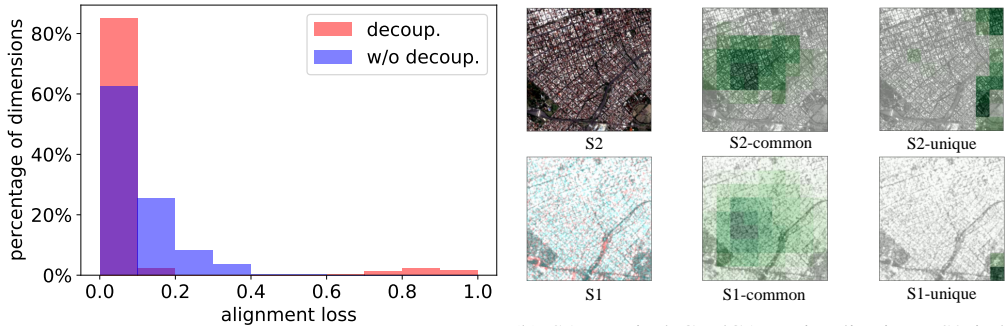 percentage of dimensions
80%
60%
40%
20%
0%
decoup.
w/o decoup.
0.0 0.2 0.4 0.6 0.8 1.0
alignment loss
S2 S2-common S2-unique
S1 S1-common S1-unique